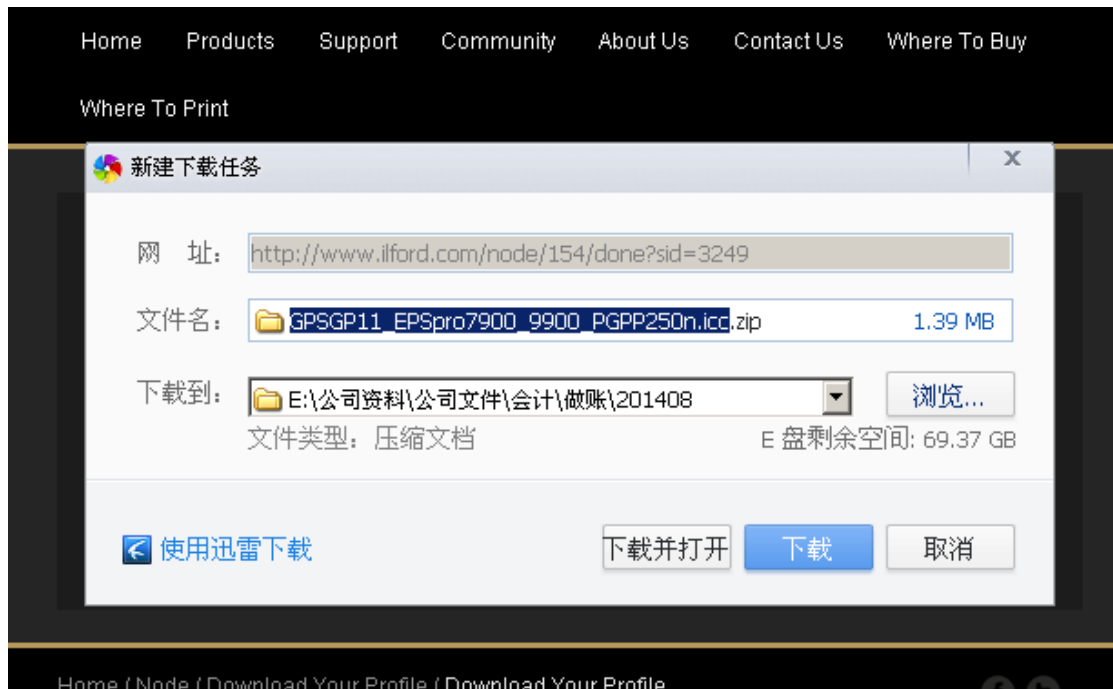 Home Products Support Community About Us Contact Us Where To Buy
Where To Print
新建下载任务 x
网 址： http://www.ilford.com/node/154/done?sid=3249
文件名： GPSGP11_EPSpro7900_9900_PGPP250n.icc.zip 1.39 MB
下载到： E:\公司资料\公司文件\会计\做账\201408 浏览...
文件类型：压缩文档 E 盘剩余空间: 69.37 GB
使用迅雷下载 下载并打开 下载 取消
Home / Node / Download Your Profile / Download Your Profile